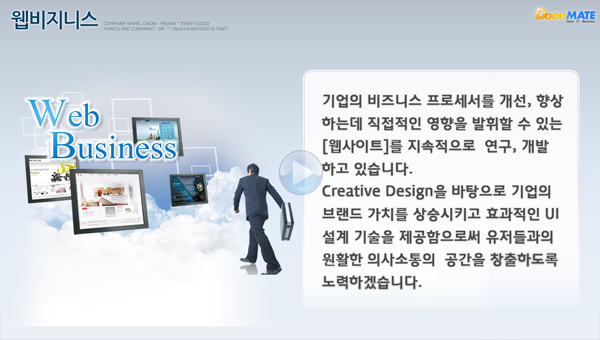 웹비지니스
COMPANY NAME, DAON - MEANS " EVERY GOOD
THINGS ARE COMMING" OR " I WISH EVERYDAY IS FINE"
DaonMATE
Web
Business
기업의 비즈니스 프로세서를 개선, 향상
하는데 직접적인 영향을 발휘할 수 있는
[웹사이트]를 지속적으로 연구, 개발
하고 있습니다.
Creative Design을 바탕으로 기업의
브랜드 가치를 상승시키고 효과적인 UI
설계 기술을 제공함으로써 유저들과의
원활한 의사소통의 공간을 창출하도록
노력하겠습니다.